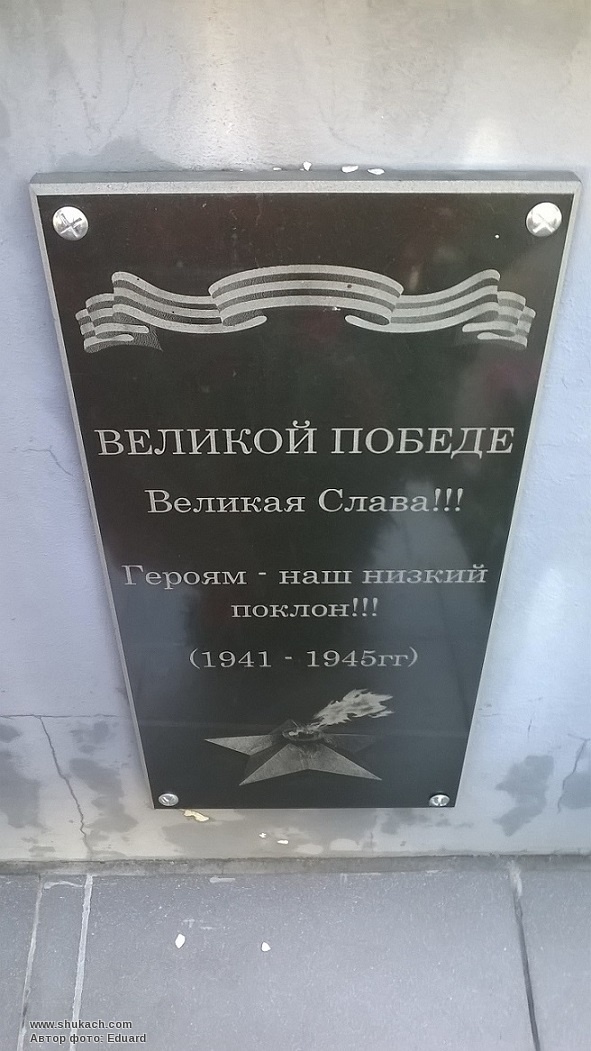 ВЕЛИКОЙ ПОБЕДЕ
Великая Слава!!!
Героям - наш низкий
поклон!!!
(1941 - 1945гг)
www.shukach.com
Автор фото: Eduard